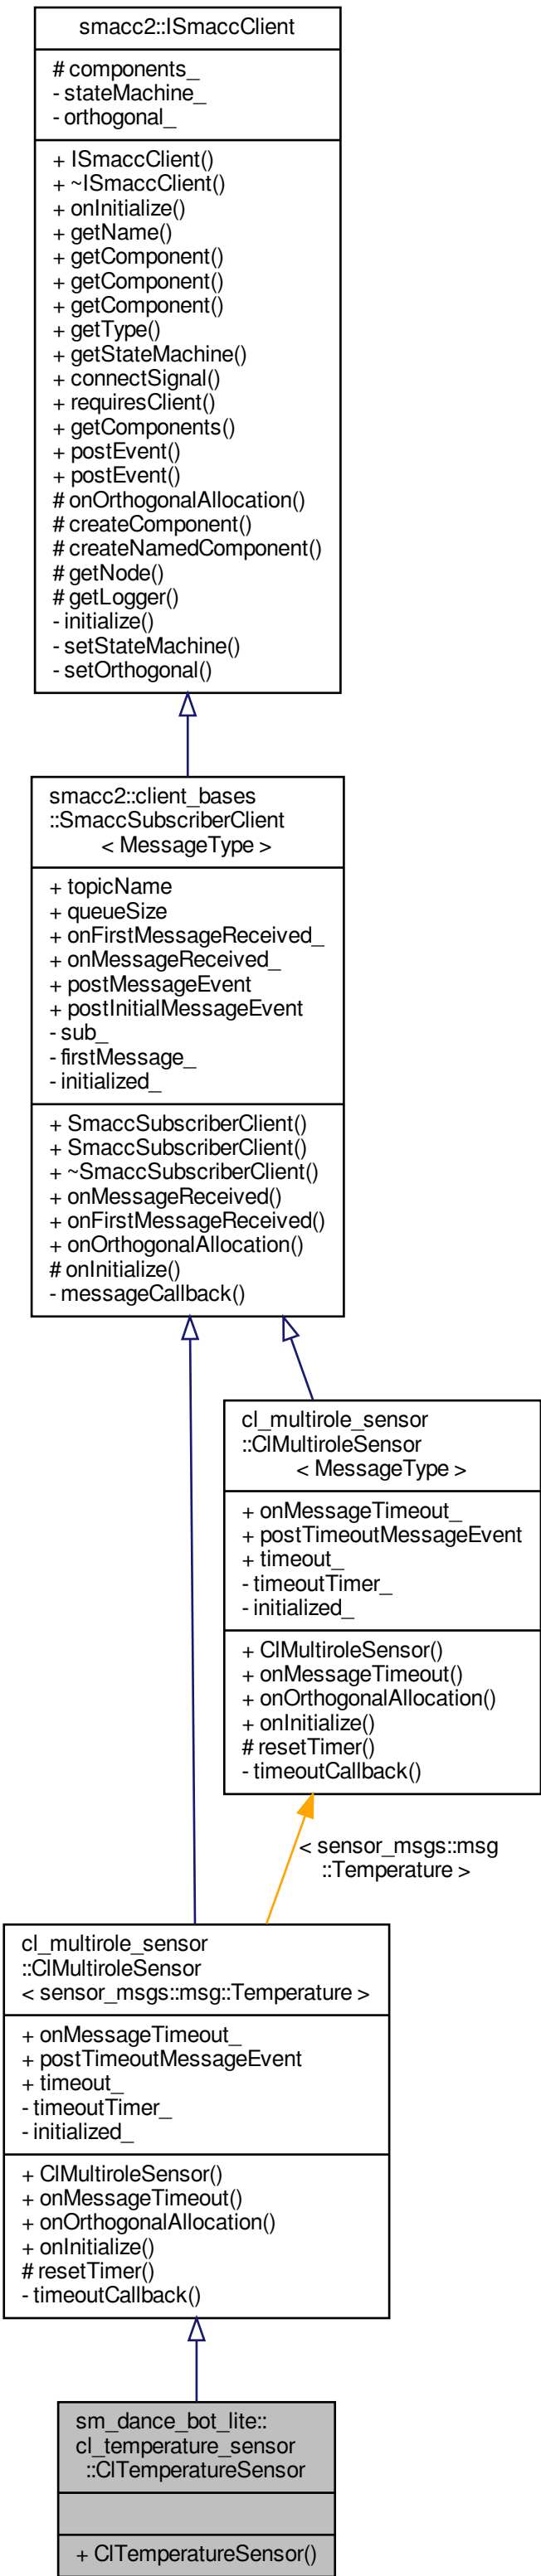 smacc2::ISmaccClient
# components_
- stateMachine_
- orthogonal_
+ ISmaccClient()
+ ~ISmaccClient()
+ onInitialize()
+ getName()
+ getComponent()
+ getComponent()
+ getComponent()
+ getType()
+ getStateMachine()
+ connectSignal()
+ requiresClient()
+ getComponents()
+ postEvent()
+ postEvent()
# onOrthogonalAllocation()
# createComponent()
# createNamedComponent()
# getNode()
# getLogger()
- initialize()
- setStateMachine()
- setOrthogonal()
smacc2::client_bases
::SmaccSubscriberClient
< MessageType >
+ topicName
+ queueSize
+ onFirstMessageReceived_
+ onMessageReceived_
+ postMessageEvent
+ postInitialMessageEvent
- sub_
- firstMessage_
- initialized_
+ SmaccSubscriberClient()
+ SmaccSubscriberClient()
+ ~SmaccSubscriberClient()
+ onMessageReceived()
+ onFirstMessageReceived()
+ onOrthogonalAllocation()
# onInitialize()
- messageCallback()
cl_multirole_sensor
::ClMultiroleSensor
< MessageType >
+ onMessageTimeout_
+ postTimeoutMessageEvent
+ timeout_
- timeoutTimer_
- initialized_
+ ClMultiroleSensor()
+ onMessageTimeout()
+ onOrthogonalAllocation()
+ onInitialize()
# resetTimer()
- timeoutCallback()
< sensor_msgs::msg
::Temperature >
cl_multirole_sensor
::ClMultiroleSensor
< sensor_msgs::msg::Temperature >
+ onMessageTimeout_
+ postTimeoutMessageEvent
+ timeout_
- timeoutTimer_
- initialized_
+ ClMultiroleSensor()
+ onMessageTimeout()
+ onOrthogonalAllocation()
+ onInitialize()
# resetTimer()
- timeoutCallback()
sm_dance_bot_lite::
cl_temperature_sensor
::ClTemperatureSensor
+ ClTemperatureSensor()